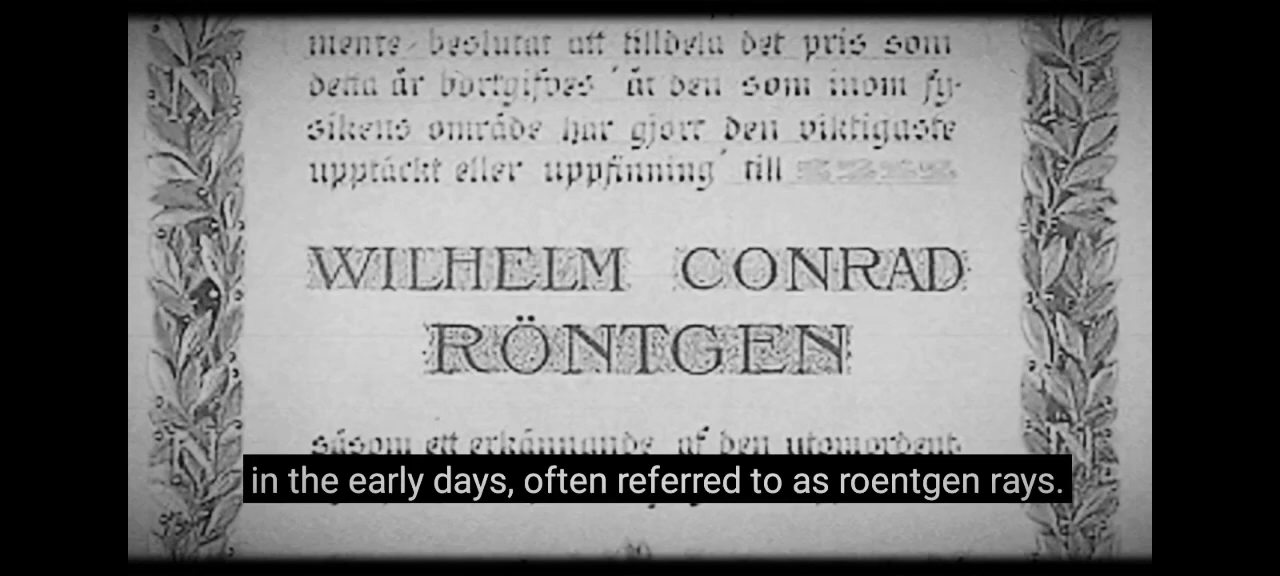 mente beslutat att tilldela det pris som
detta år bortgifves ´åt den som inom fy-
sikens område har gjort den viktigaste
upptäckt eller uppfinning´ till
WILHELM CONRAD
RÖNTGEN
såsom ett erkännande af den utomordent-
in the early days, often referred to as roentgen rays.